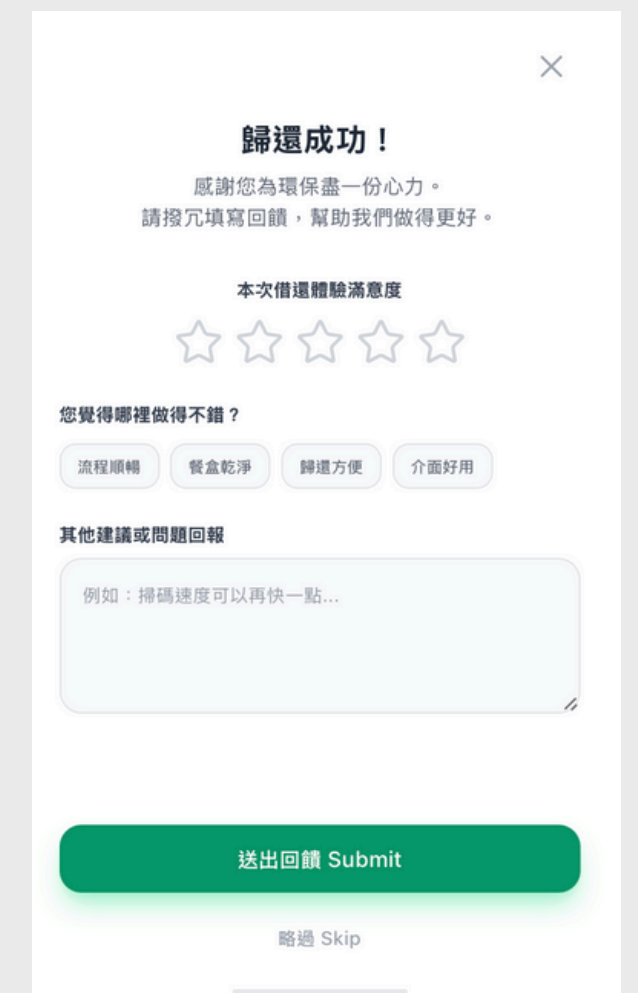 歸還成功！
感謝您為環保盡一份心力。
請撥冗填寫回饋，幫助我們做得更好。
本次借還體驗滿意度
您覺得哪裡做得不錯？
流程順暢 餐盒乾淨 歸還方便 介面好用
其他建議或問題回報
例如：掃碼速度可以再快一點...
送出回饋 Submit
略過 Skip